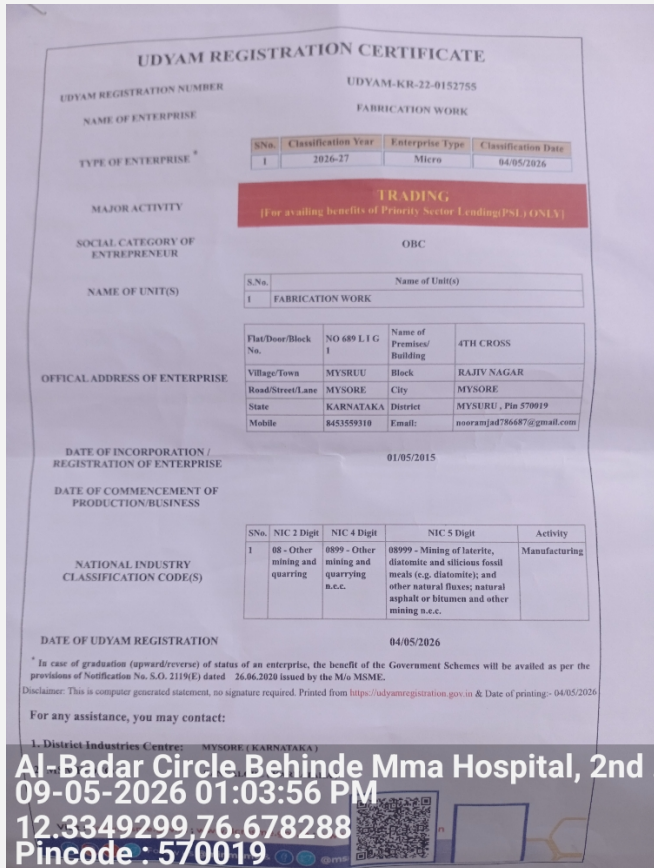 UDYAM REGISTRATION CERTIFICATE
UDYAM REGISTRATION NUMBER UDYAM-KR-22-0152755
NAME OF ENTERPRISE FABRICATION WORK
TYPE OF ENTERPRISE *
SNo. Classification Year Enterprise Type Classification Date
1 2026-27 Micro 04/05/2026
MAJOR ACTIVITY
TRADING
[For availing benefits of Priority Sector Lending(PSL) ONLY]
SOCIAL CATEGORY OF
ENTREPRENEUR
OBC
NAME OF UNIT(S)
S.No. Name of Unit(s)
1 FABRICATION WORK
OFFICAL ADDRESS OF ENTERPRISE
Flat/Door/Block No. NO 689 L I G 1 Name of Premises/ Building 4TH CROSS
Village/Town MYSRUU Block RAJIV NAGAR
Road/Street/Lane MYSORE City MYSORE
State KARNATAKA District MYSURU , Pin 570019
Mobile 8453559310 Email: nooramjad786687@gmail.com
DATE OF INCORPORATION /
REGISTRATION OF ENTERPRISE
01/05/2015
DATE OF COMMENCEMENT OF
PRODUCTION/BUSINESS
NATIONAL INDUSTRY
CLASSIFICATION CODE(S)
SNo. NIC 2 Digit NIC 4 Digit NIC 5 Digit Activity
1 08 - Other mining and quarring 0899 - Other mining and quarrying n.e.c. 08999 - Mining of laterite, diatomite and silicious fossil meals (e.g. diatomite); and other natural fluxes; natural asphalt or bitumen and other mining n.e.c. Manufacturing
DATE OF UDYAM REGISTRATION 04/05/2026
* In case of graduation (upward/reverse) of status of an enterprise, the benefit of the Government Schemes will be availed as per the
provisions of Notification No. S.O. 2119(E) dated 26.06.2020 issued by the M/o MSME.
Disclaimer: This is computer generated statement, no signature required. Printed from https://udyamregistration.gov.in & Date of printing:- 04/05/2026
For any assistance, you may contact:
1. District Industries Centre: MYSORE ( KARNATAKA )
Al-Badar Circle Behinde Mma Hospital, 2nd
09-05-2026 01:03:56 PM
12.3349299,76.678288
Pincode : 570019